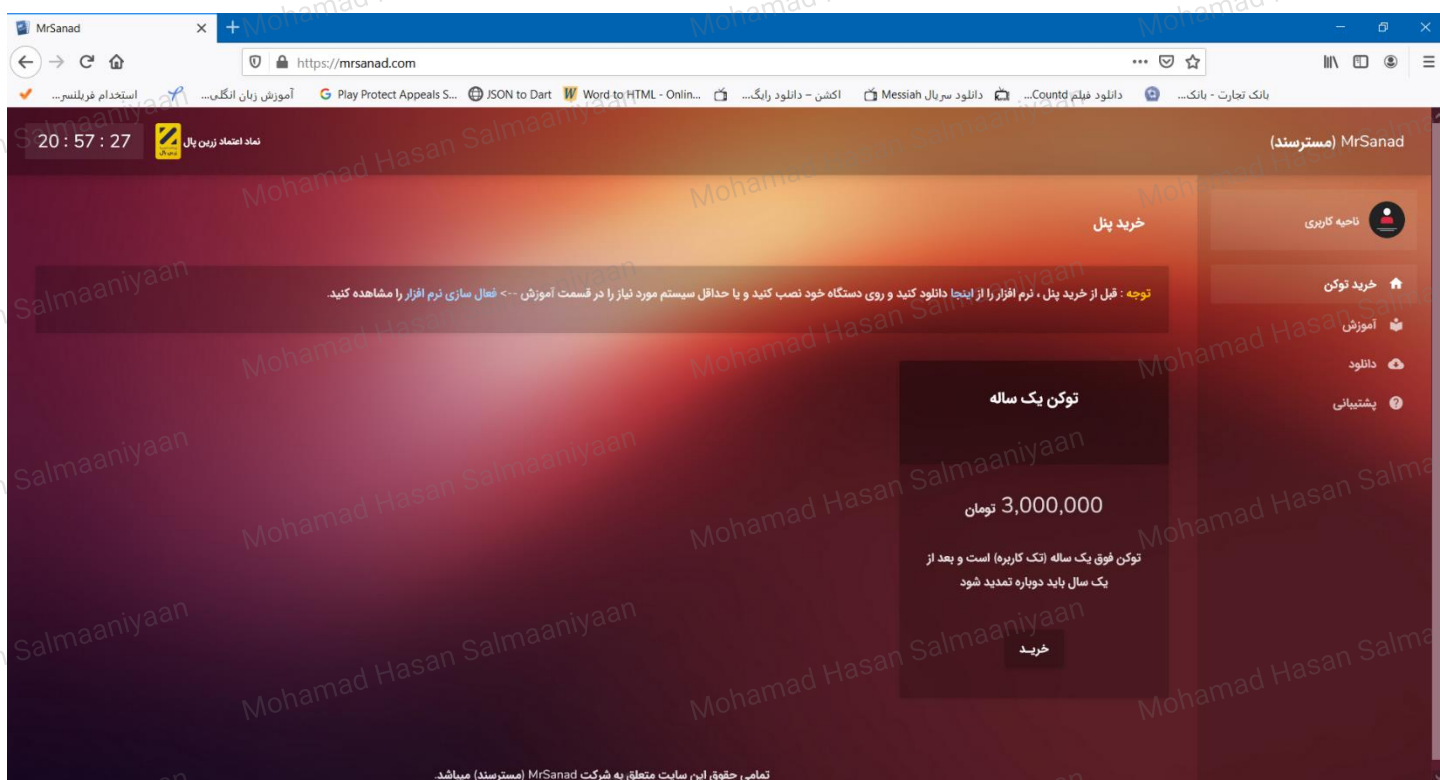 MrSanad
https://mrsanad.com
استخدام فریلنسر...
آموزش زبان انگلی...
Play Protect Appeals S...
JSON to Dart
Word to HTML - Onlin...
اکشن – دانلود رایگ...
دانلود سریال Messiah
دانلود فیلم Countd...
بانک تجارت - بانک...
MrSanad (مسترسند)
نماد اعتماد زرین پال
20 : 57 : 27
ناحیه کاربری
خرید توکن
آموزش
دانلود
پشتیبانی
خرید پنل
توجه : قبل از خرید پنل ، نرم افزار را از اینجا دانلود کنید و روی دستگاه خود نصب کنید و یا حداقل سیستم مورد نیاز را در قسمت آموزش --> فعال سازی نرم افزار را مشاهده کنید.
توکن یک ساله
3,000,000 تومان
توکن فوق یک ساله (تک کاربره) است و بعد از
یک سال باید دوباره تمدید شود
خرید
تمامی حقوق این سایت متعلق به شرکت MrSanad (مسترسند) میباشد.
Mohamad Hasan Salmaaniyaan